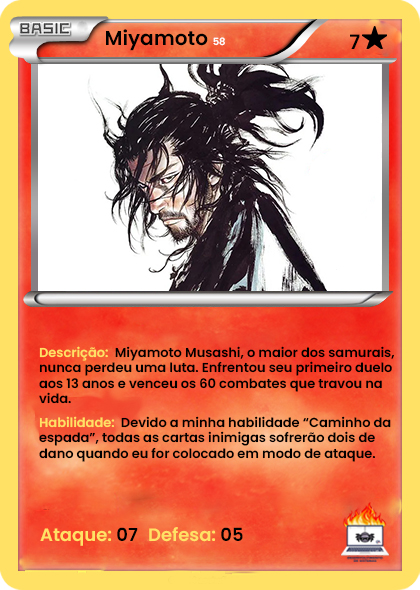 BASIC
Miyamoto 58
7★
Descrição: Miyamoto Musashi, o maior dos samurais,
nunca perdeu uma luta. Enfrentou seu primeiro duelo
aos 13 anos e venceu os 60 combates que travou na
vida.
Habilidade: Devido a minha habilidade “Caminho da
espada”, todas as cartas inimigas sofrerão dois de
dano quando eu for colocado em modo de ataque.
Ataque: 07 Defesa: 05